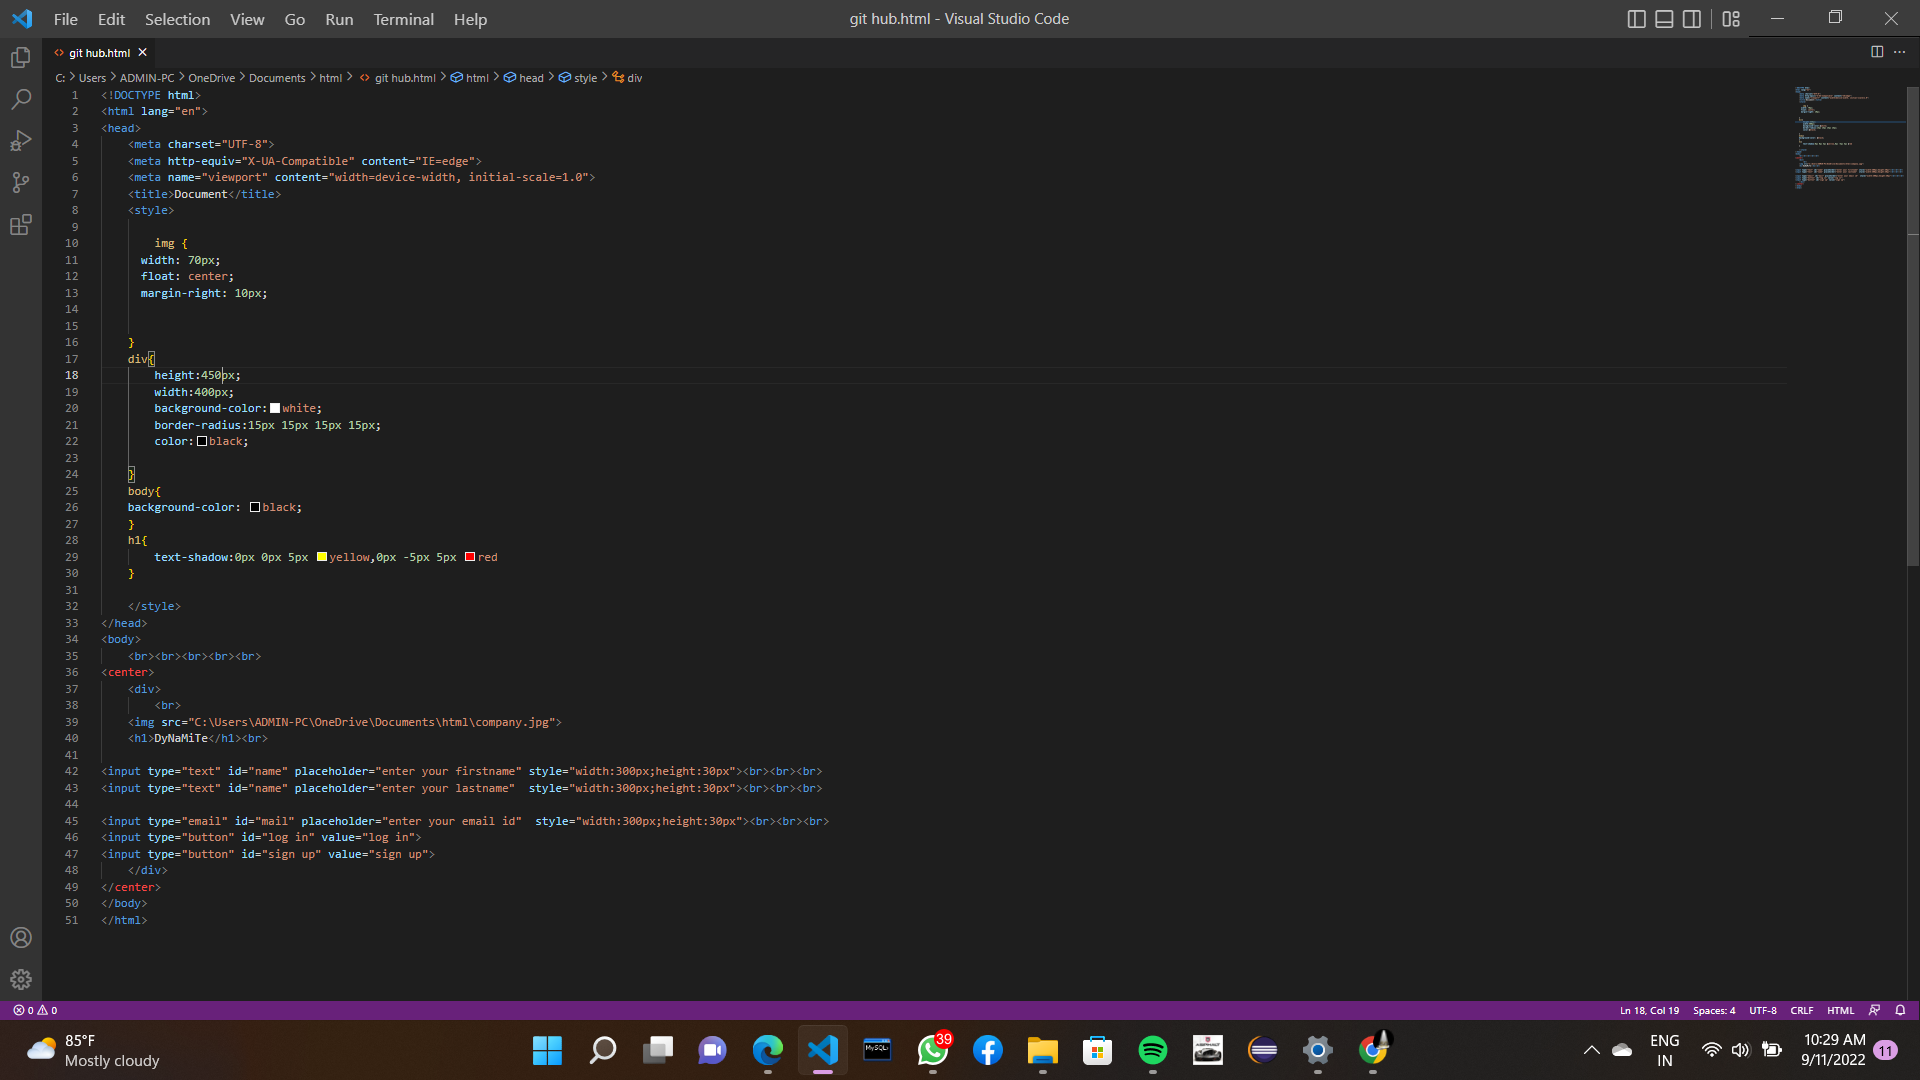 File Edit Selection View Go Run Terminal Help
git hub.html - Visual Studio Code
git hub.html
C: > Users > ADMIN-PC > OneDrive > Documents > html > git hub.html > html > head > style > div
1 <!DOCTYPE html>
2 <html lang="en">
3 <head>
4 <meta charset="UTF-8">
5 <meta http-equiv="X-UA-Compatible" content="IE=edge">
6 <meta name="viewport" content="width=device-width, initial-scale=1.0">
7 <title>Document</title>
8 <style>
9
10 img {
11 width: 70px;
12 float: center;
13 margin-right: 10px;
14
15
16 }
17 div{
18 height:450px;
19 width:400px;
20 background-color:white;
21 border-radius:15px 15px 15px 15px;
22 color:black;
23
24 }
25 body{
26 background-color: black;
27 }
28 h1{
29 text-shadow:0px 0px 5px yellow,0px -5px 5px red
30 }
31
32 </style>
33 </head>
34 <body>
35 <br><br><br><br><br>
36 <center>
37 <div>
38 <br>
39 <img src="C:\Users\ADMIN-PC\OneDrive\Documents\html\company.jpg">
40 <h1>DyNaMiTe</h1><br>
41
42 <input type="text" id="name" placeholder="enter your firstname" style="width:300px;height:30px"><br><br><br>
43 <input type="text" id="name" placeholder="enter your lastname"  style="width:300px;height:30px"><br><br><br>
44
45 <input type="email" id="mail" placeholder="enter your email id"  style="width:300px;height:30px"><br><br><br>
46 <input type="button" id="log in" value="log in">
47 <input type="button" id="sign up" value="sign up">
48 </div>
49 </center>
50 </body>
51 </html>
0 0
Ln 18, Col 19 Spaces: 4 UTF-8 CRLF HTML
85°F
Mostly cloudy
MySQL
39
ENG
IN
10:29 AM
9/11/2022
11